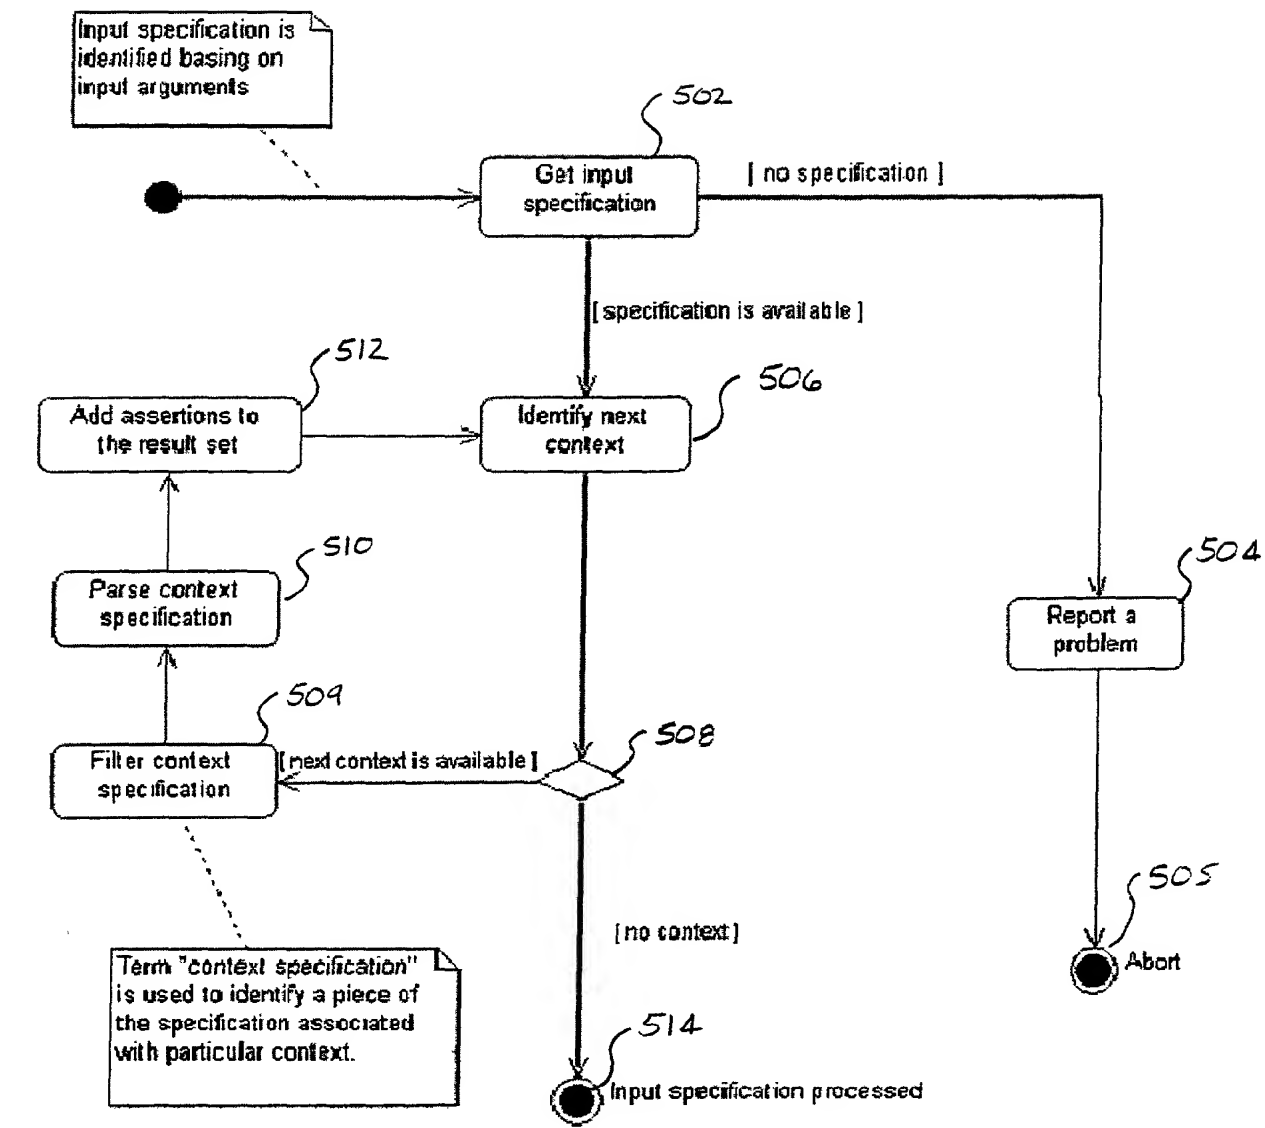 Input specification is
identified basing on
input arguments
502
Get input
specification
[ no specification ]
[ specification is available ]
512
506
Add assertions to
the result set
Identify next
context
510
504
Parse context
specification
Report a
problem
509
508
Filter context
specification
[next context is available]
505
[no context]
Abort
Term "context specification"
is used to identify a piece of
the specification associated
with particular context.
514
Input specification processed